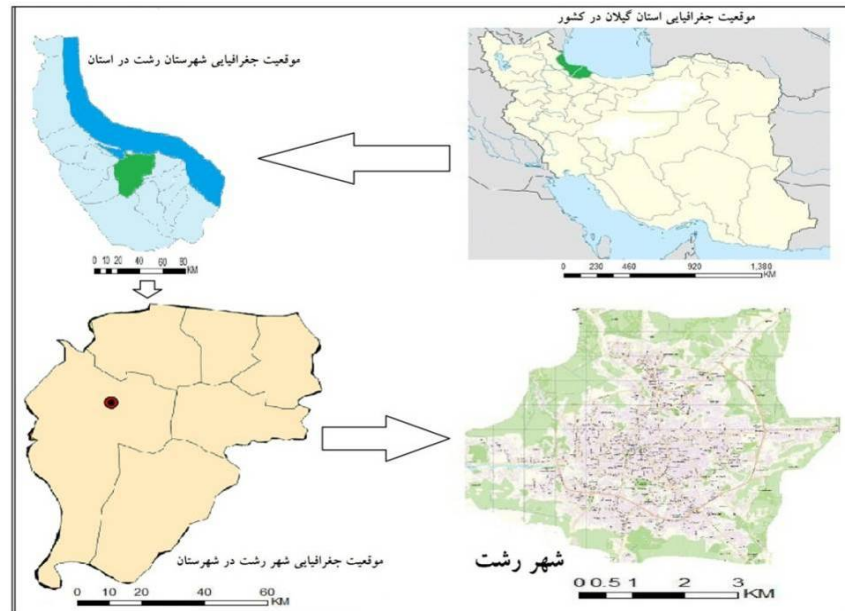 موقعیت جغرافیایی استان گیلان در کشور
0 230 460 920 1,380
KM
موقعیت جغرافیایی شهرستان رشت در استان
0 10 20 40 60 80
KM
موقعیت جغرافیایی شهر رشت در شهرستان
0 20 40 60
KM
شهر رشت
0 0.5 1 2 3
KM